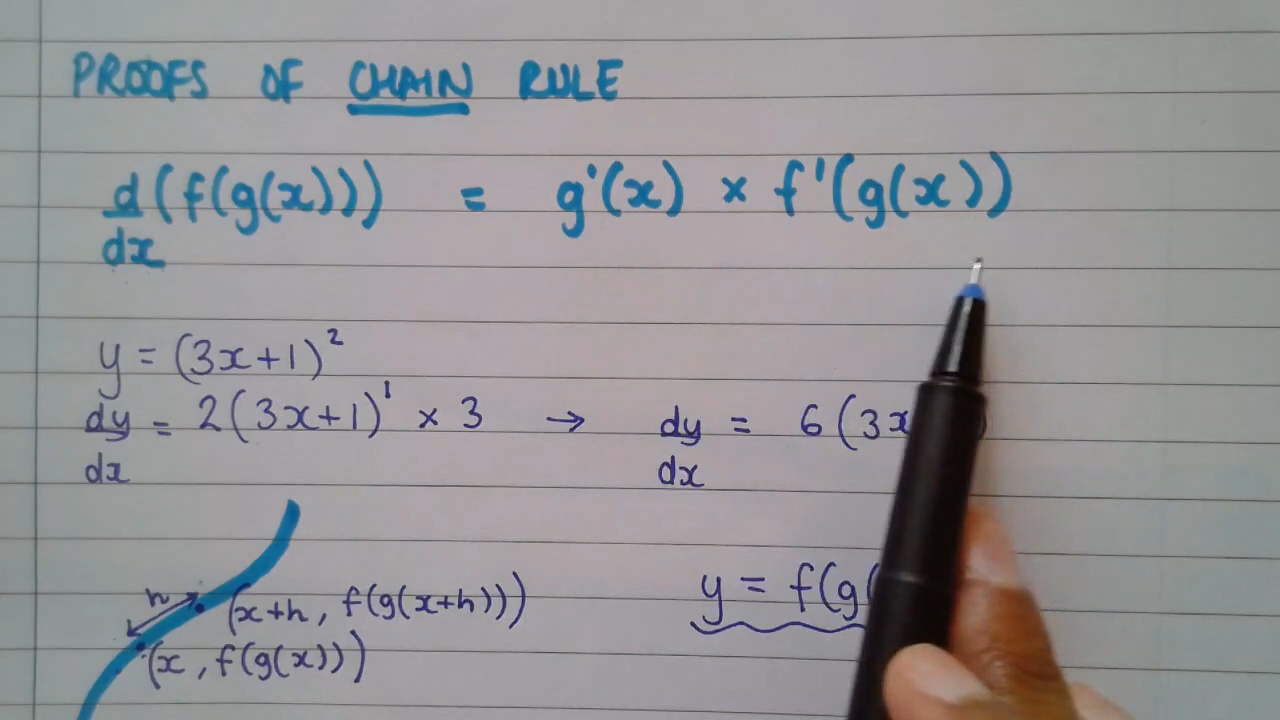 PROOFS OF CHAIN RULE
d/dx (f(g(x))) = g'(x) × f'(g(x))
y = (3x+1)²
dy/dx = 2(3x+1)¹ × 3 → dy/dx = 6(3x
h
(x+h, f(g(x+h)))
y = f(g(
(x, f(g(x)))